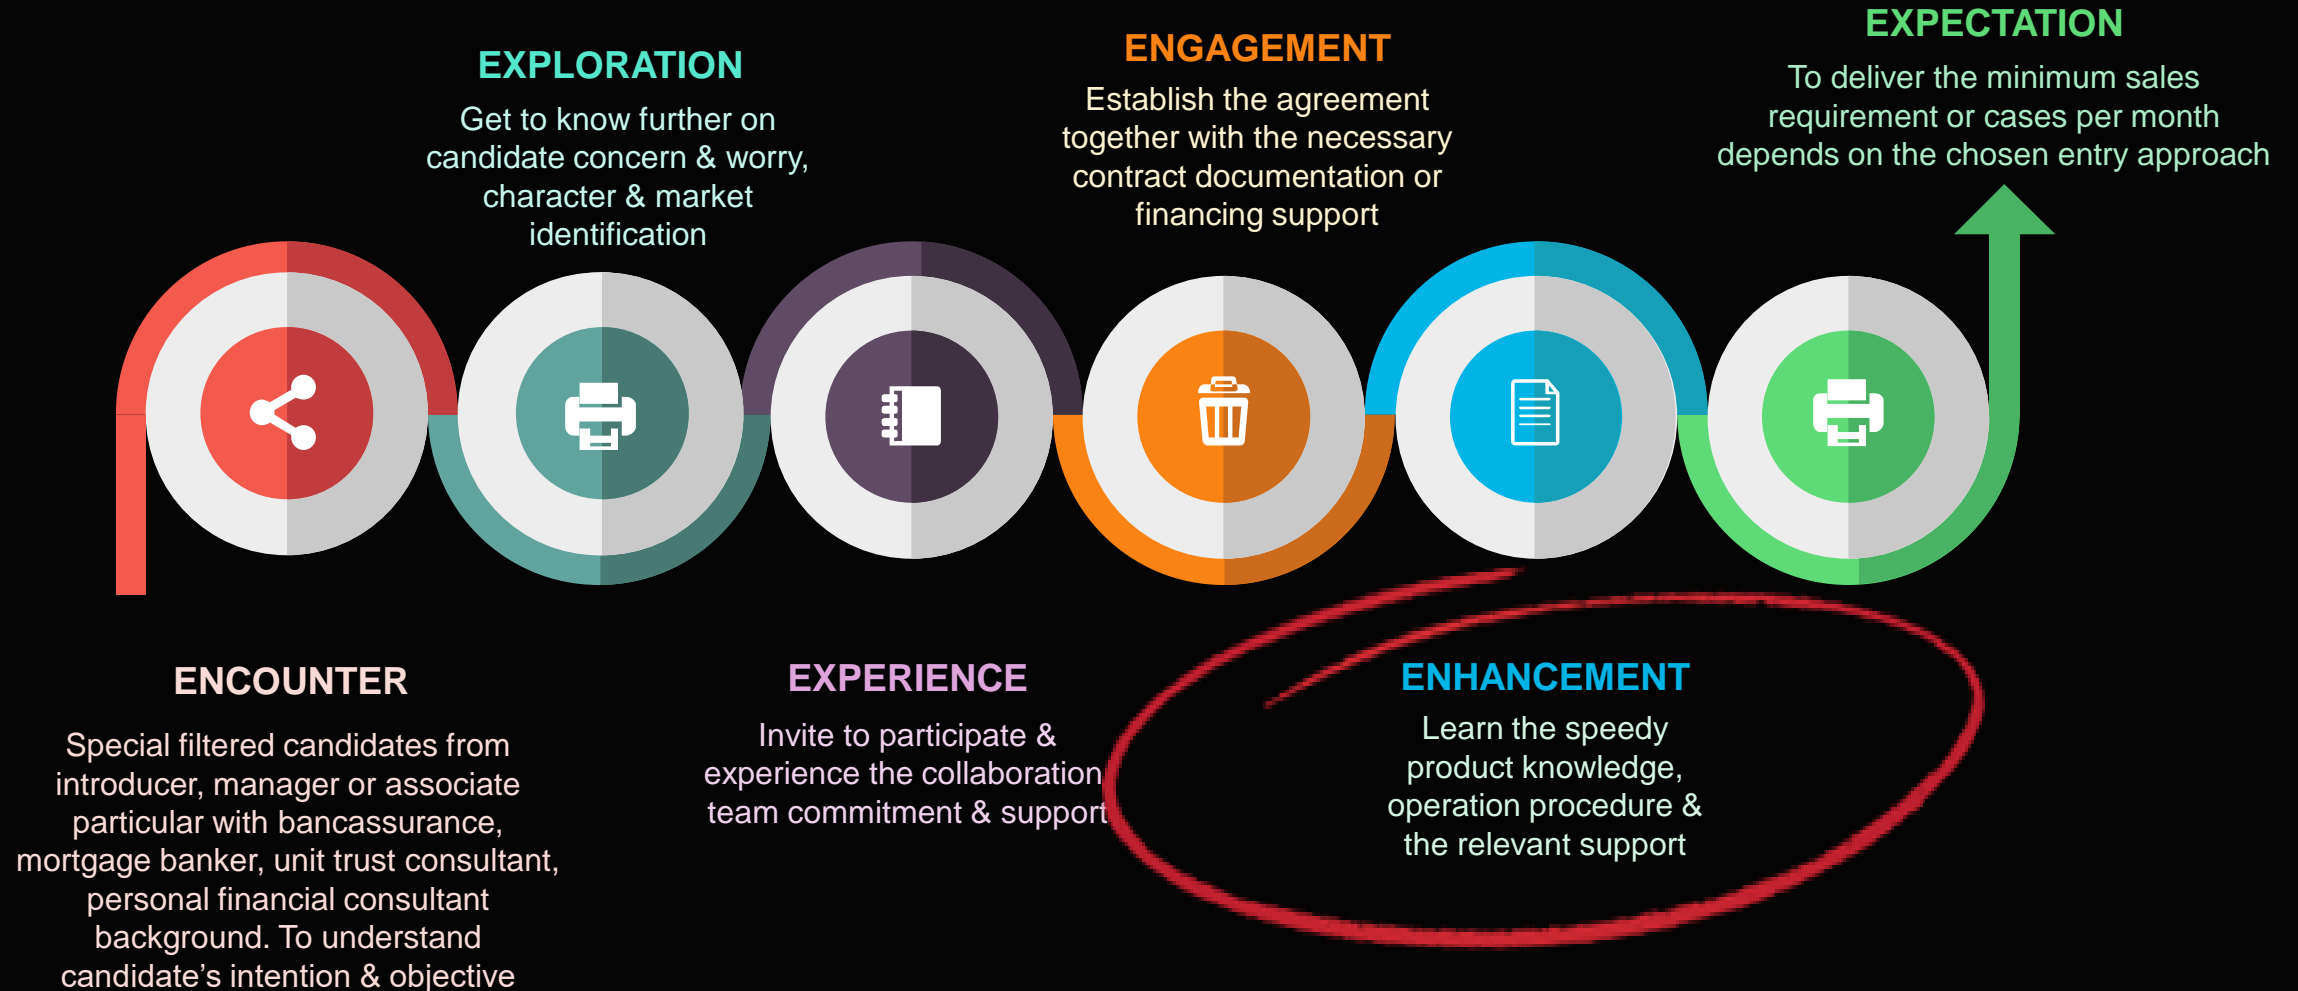 EXPLORATION
Get to know further on
candidate concern & worry,
character & market
identification
ENGAGEMENT
Establish the agreement
together with the necessary
contract documentation or
financing support
EXPECTATION
To deliver the minimum sales
requirement or cases per month
depends on the chosen entry approach
ENCOUNTER
Special filtered candidates from
introducer, manager or associate
particular with bancassurance,
mortgage banker, unit trust consultant,
personal financial consultant
background. To understand
candidate’s intention & objective
EXPERIENCE
Invite to participate &
experience the collaboration
team commitment & support
ENHANCEMENT
Learn the speedy
product knowledge,
operation procedure &
the relevant support